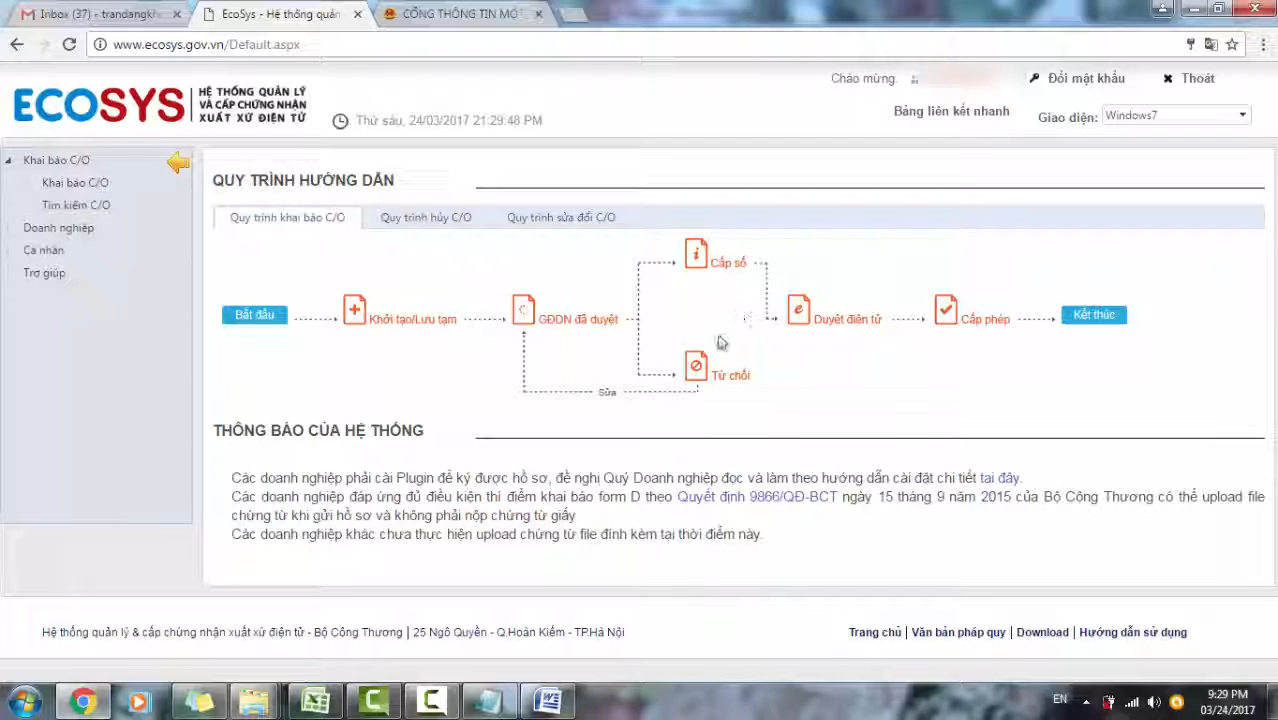 Inbox (37) - trandangkh
EcoSys - Hệ thống quản
CỔNG THÔNG TIN MỘT
www.ecosys.gov.vn/Default.aspx
ECOSYS
HỆ THỐNG QUẢN LÝ
VÀ CẤP CHỨNG NHẬN
XUẤT XỨ ĐIỆN TỬ
Thứ sáu, 24/03/2017 21:29:48 PM
Chào mừng:
Đổi mật khẩu
Thoát
Bảng liên kết nhanh
Giao diện: Windows7
Khai báo C/O
Khai báo C/O
Tìm kiếm C/O
Doanh nghiệp
Cá nhân
Trợ giúp
QUY TRÌNH HƯỚNG DẪN
Quy trình khai báo C/O
Quy trình hủy C/O
Quy trình sửa đổi C/O
Cấp số
Bắt đầu
Khởi tạo/Lưu tạm
GĐDN đã duyệt
Duyệt điện tử
Cấp phép
Kết thúc
Từ chối
Sửa
THÔNG BÁO CỦA HỆ THỐNG
Các doanh nghiệp phải cài Plugin để ký được hồ sơ, đề nghị Quý Doanh nghiệp đọc và làm theo hướng dẫn cài đặt chi tiết tại đây.
Các doanh nghiệp đáp ứng đủ điều kiện thí điểm khai báo form D theo Quyết định 9866/QĐ-BCT ngày 15 tháng 9 năm 2015 của Bộ Công Thương có thể upload file
chứng từ khi gửi hồ sơ và không phải nộp chứng từ giấy
Các doanh nghiệp khác chưa thực hiện upload chứng từ file đính kèm tại thời điểm này.
Hệ thống quản lý & cấp chứng nhận xuất xứ điện tử - Bộ Công Thương | 25 Ngô Quyền - Q.Hoàn Kiếm - TP.Hà Nội
Trang chủ | Văn bản pháp quy | Download | Hướng dẫn sử dụng
EN
9:29 PM
03/24/2017